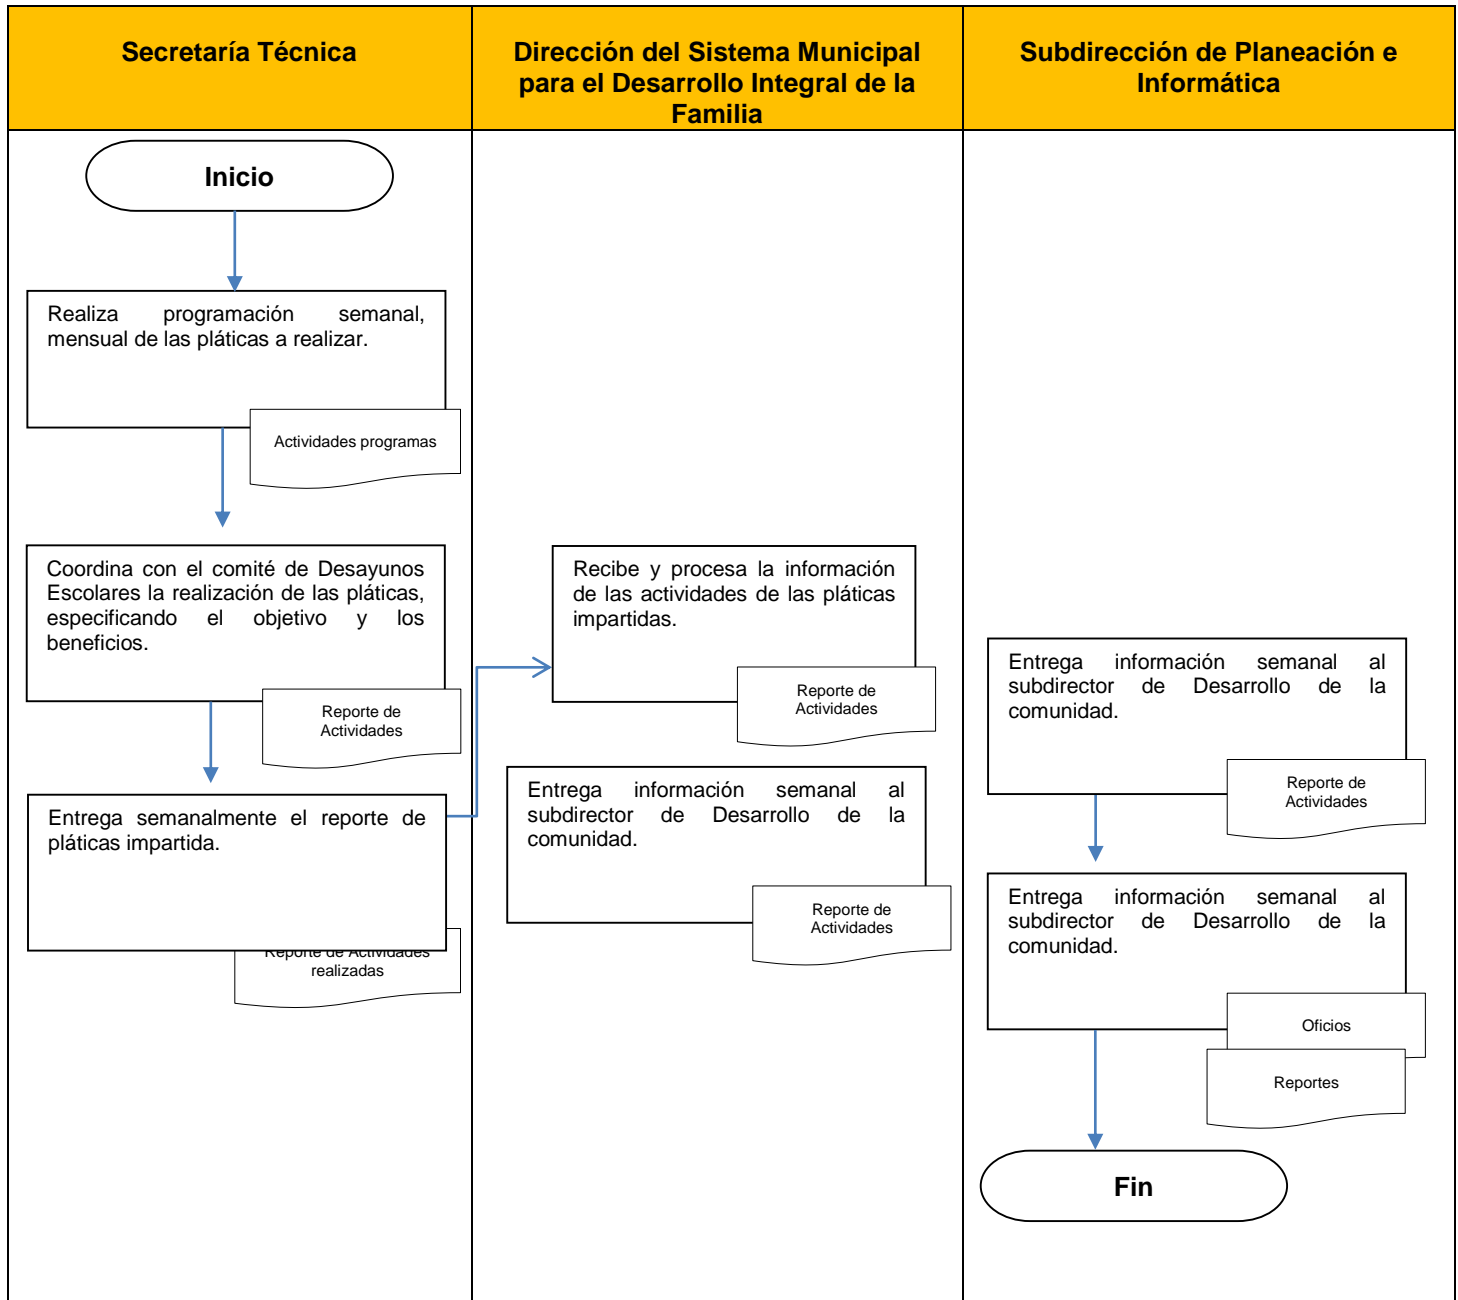 Secretaría Técnica
Dirección del Sistema Municipal
para el Desarrollo Integral de la
Familia
Subdirección de Planeación e
Informática
Inicio
Realiza programación semanal,
mensual de las pláticas a realizar.
Actividades programas
Coordina con el comité de Desayunos
Escolares la realización de las pláticas,
especificando el objetivo y los
beneficios.
Reporte de
Actividades
Entrega semanalmente el reporte de
pláticas impartida.
Reporte de Actividades
realizadas
Recibe y procesa la información
de las actividades de las pláticas
impartidas.
Reporte de
Actividades
Entrega información semanal al
subdirector de Desarrollo de la
comunidad.
Reporte de
Actividades
Entrega información semanal al
subdirector de Desarrollo de la
comunidad.
Reporte de
Actividades
Entrega información semanal al
subdirector de Desarrollo de la
comunidad.
Oficios
Reportes
Fin